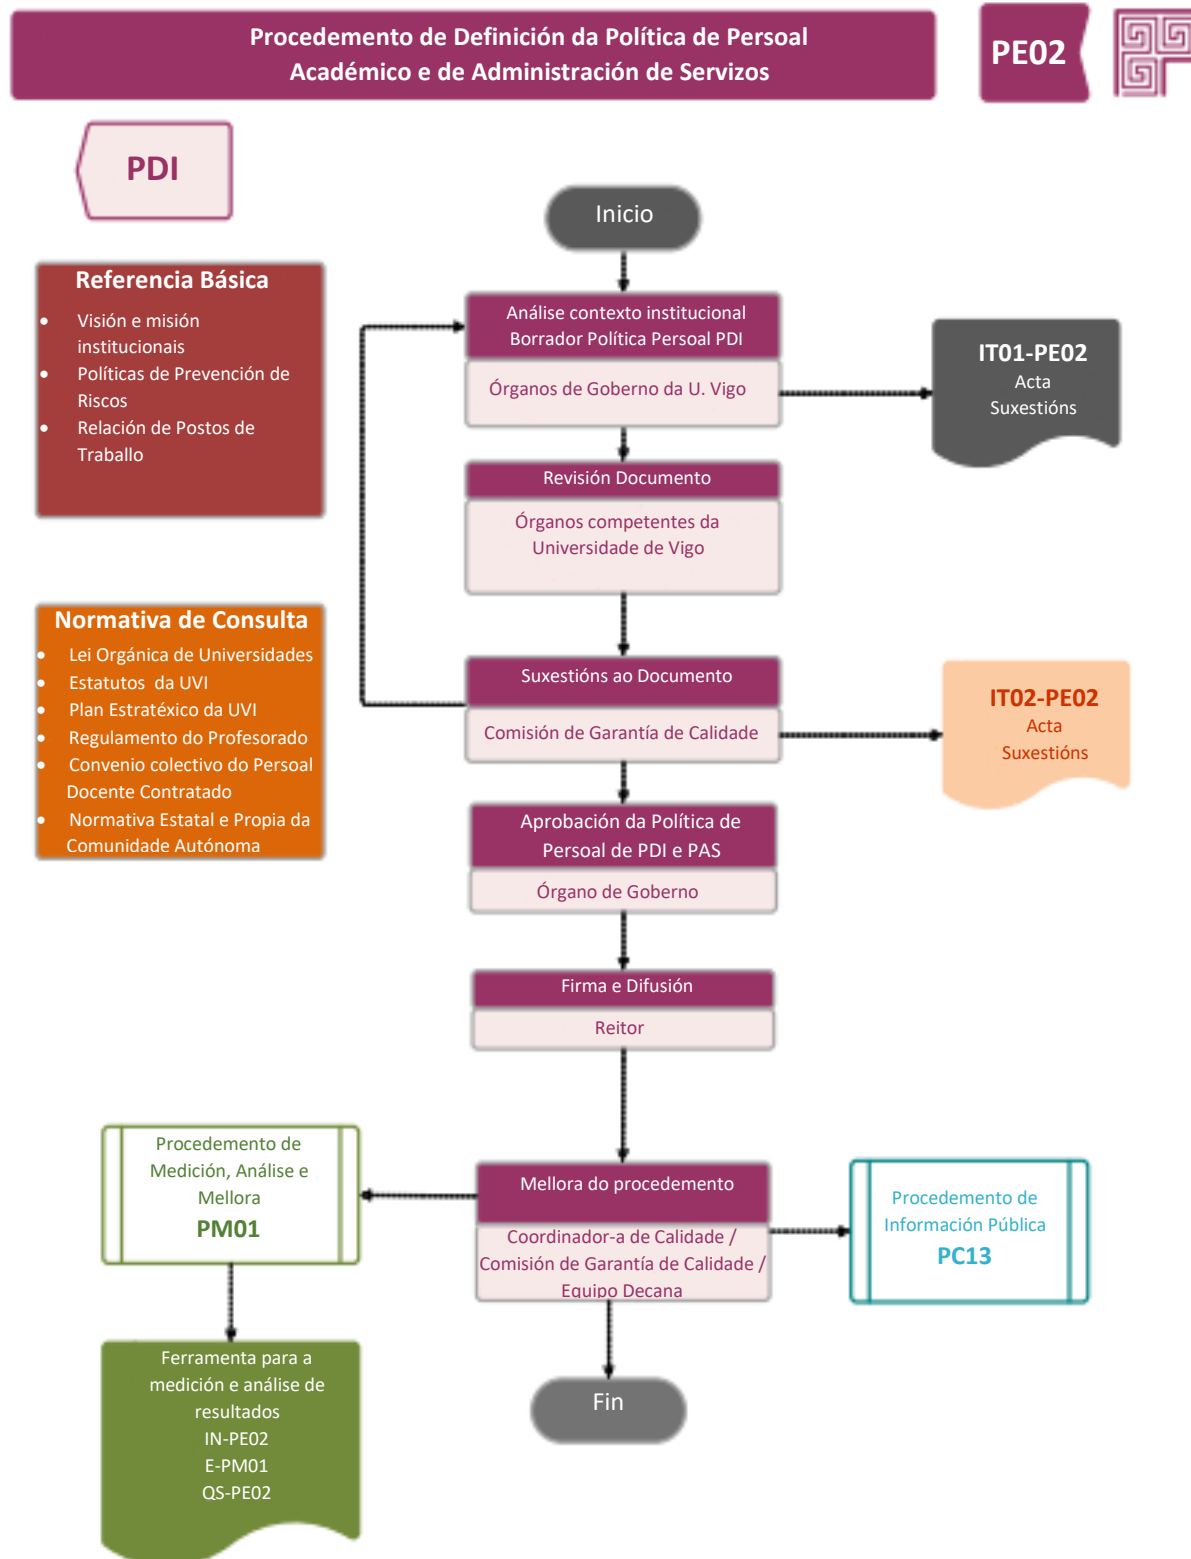 Procedemento de Definición da Política de Persoal
Académico e de Administración de Servizos
PE02
PDI
Inicio
Referencia Básica
• Visión e misión
institucionais
• Políticas de Prevención de
Riscos
• Relación de Postos de
Traballo
Análise contexto institucional
Borrador Política Persoal PDI
Órganos de Goberno da U. Vigo
IT01-PE02
Acta
Suxestións
Revisión Documento
Órganos competentes da
Universidade de Vigo
Normativa de Consulta
• Lei Orgánica de Universidades
• Estatutos da UVI
• Plan Estratéxico da UVI
• Regulamento do Profesorado
• Convenio colectivo do Persoal
Docente Contratado
• Normativa Estatal e Propia da
Comunidade Autónoma
Suxestións ao Documento
Comisión de Garantía de Calidade
IT02-PE02
Acta
Suxestións
Aprobación da Política de
Persoal de PDI e PAS
Órgano de Goberno
Firma e Difusión
Reitor
Procedemento de
Medición, Análise e
Mellora
PM01
Mellora do procedemento
Coordinador-a de Calidade /
Comisión de Garantía de Calidade /
Equipo Decana
Procedemento de
Información Pública
PC13
Ferramenta para a
medición e análise de
resultados
IN-PE02
E-PM01
QS-PE02
Fin